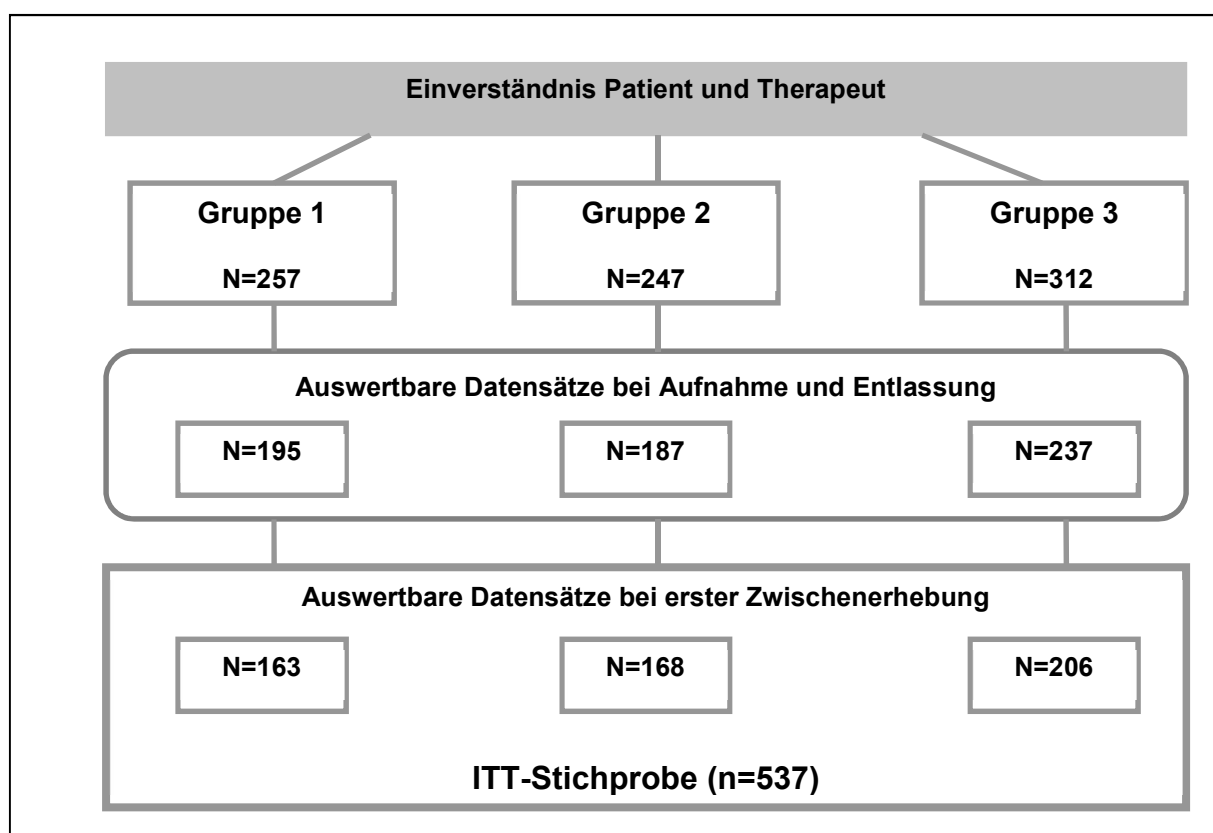 Einverständnis Patient und Therapeut
Gruppe 1
N=257
Gruppe 2
N=247
Gruppe 3
N=312
Auswertbare Datensätze bei Aufnahme und Entlassung
N=195
N=187
N=237
Auswertbare Datensätze bei erster Zwischenerhebung
N=163
N=168
N=206
ITT-Stichprobe (n=537)